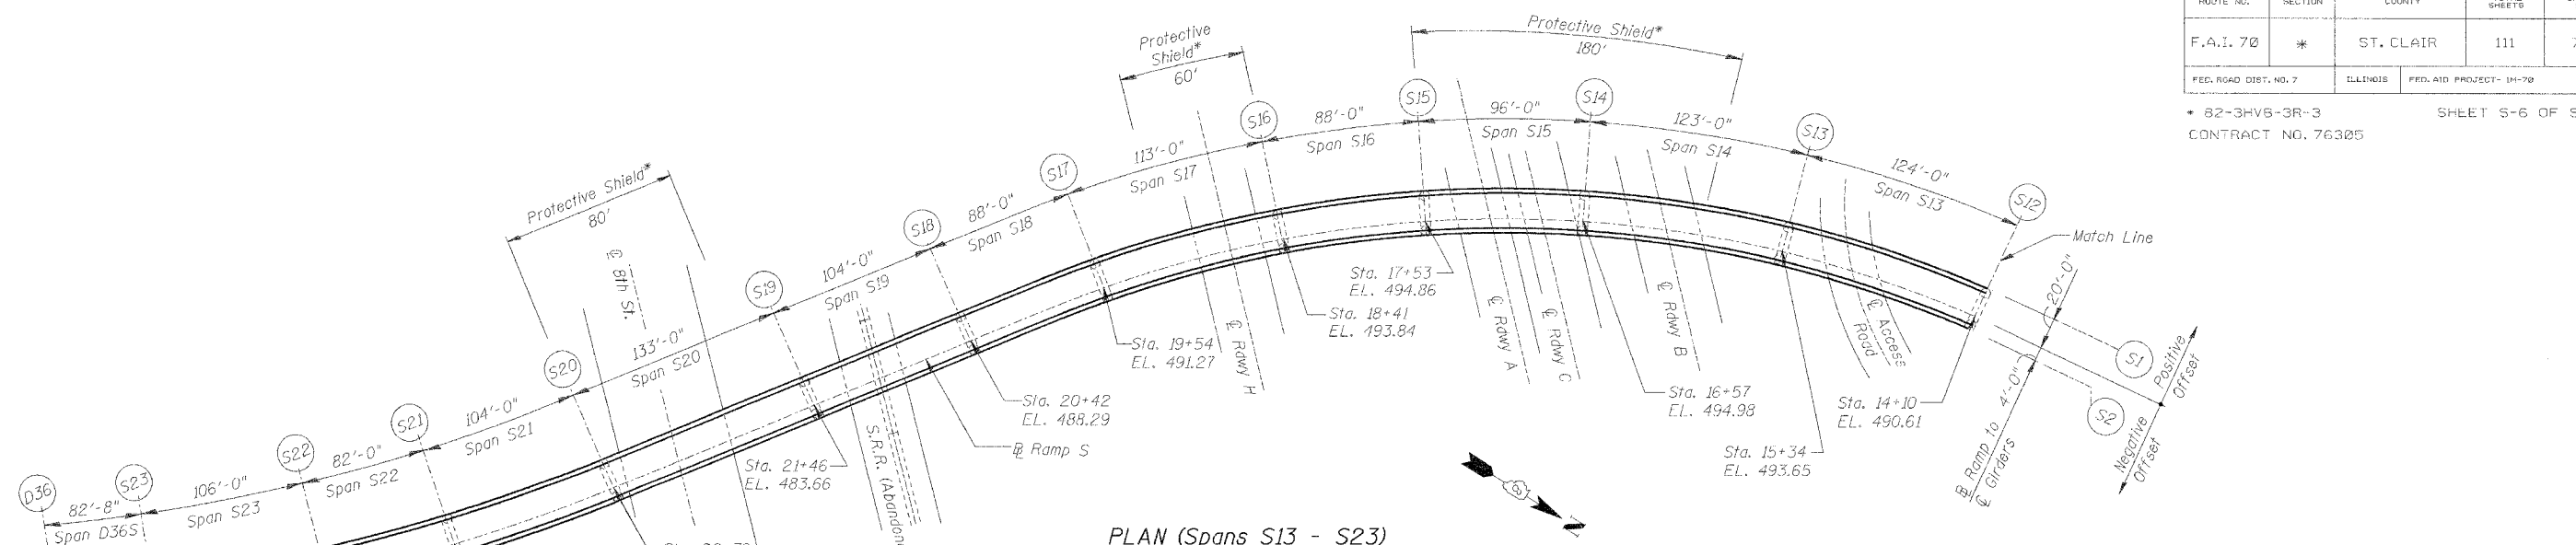 ROUTE NO.
SECTION
COUNTY
SHEETS
F.A.I. 70
*
ST. CLAIR
111
FED. ROAD DIST. NO. 7
ILLINOIS
FED. AID PROJECT- IM-70
* 82-3HVB-3R-3
SHEET S-6 OF S
CONTRACT NO. 76305
Protective Shield*
80'
Protective
Shield*
60'
Protective Shield*
180'
D36
82'-8"
Span D36S
S23
106'-0"
Span S23
S22
82'-0"
Span S22
S21
104'-0"
Span S21
S20
133'-0"
Span S20
S19
104'-0"
Span S19
S18
88'-0"
Span S18
S17
113'-0"
Span S17
S16
88'-0"
Span S16
S15
96'-0"
Span S15
S14
123'-0"
Span S14
S13
124'-0"
Span S13
S12
Match Line
℄ 8th St.
S.R.R. (Abandon
Sta. 21+46
EL. 483.66
Sta. 20+42
EL. 488.29
℄ Ramp S
Sta. 19+54
EL. 491.27
℄ Rdwy H
Sta. 18+41
EL. 493.84
Sta. 17+53
EL. 494.86
℄ Rdwy A
℄ Rdwy C
℄ Rdwy B
Sta. 16+57
EL. 494.98
Sta. 15+34
EL. 493.65
℄ Access
Road
Sta. 14+10
EL. 490.61
20'-0"
4'-0"
Ramp to
℄ Girders
S1
S2
Positive
Offset
Negative
Offset
N
PLAN (Spans S13 - S23)